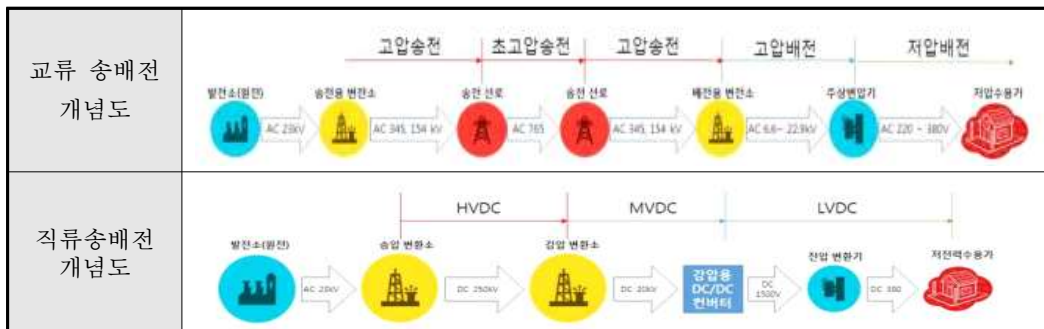 교류 송배전
개념도
고압송전 초고압송전 고압송전 고압배전 저압배전
발전소(원전) 송전용 변전소 송전 선로 송전 선로 배전용 변전소 주상변압기 저압수용가
AC 23kV AC 345, 154 kV AC 765 AC 345, 154 kV AC 6.6~ 22.9kV AC 220 ~ 380V
직류송배전
개념도
HVDC MVDC LVDC
발전소(원전) 승압 변환소 강압 변환소 전압 변환기 저전력수용가
AC 23kV DC 250kV DC 20kV
강압용
DC/DC
컨버터
DC
1500V
DC 380